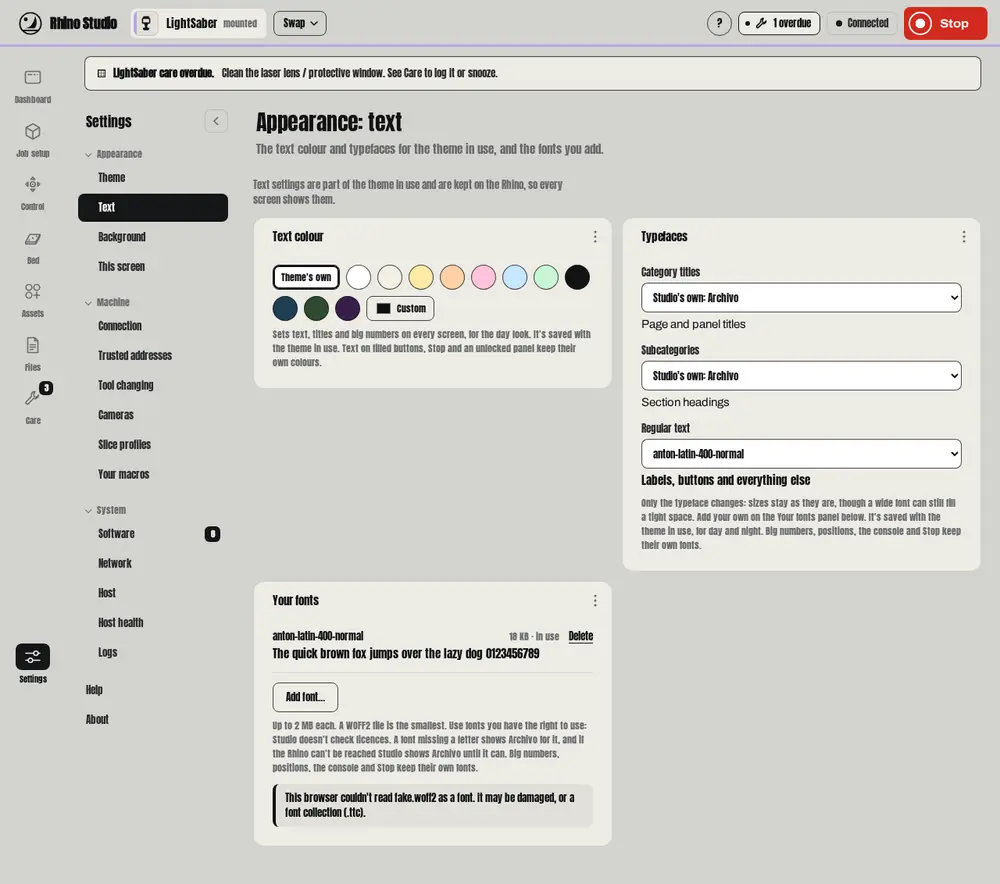 Rhino Studio
LightSaber mounted
Swap
?
1 overdue
Connected
Stop
LightSaber care overdue. Clean the laser lens / protective window. See Care to log it or snooze.
Dashboard
Job setup
Control
Bed
Assets
Files
3
Care
Settings
Settings
Appearance
Theme
Text
Background
This screen
Machine
Connection
Trusted addresses
Tool changing
Cameras
Slice profiles
Your macros
System
Software 6
Network
Host
Host health
Logs
Help
About
Appearance: text
The text colour and typefaces for the theme in use, and the fonts you add.
Text settings are part of the theme in use and are kept on the Rhino, so every
screen shows them.
Text colour
Theme's own
Custom
Sets text, titles and big numbers on every screen, for the day look. It's saved with
the theme in use. Text on filled buttons, Stop and an unlocked panel keep their
own colours.
Typefaces
Category titles
Studio's own: Archivo
Page and panel titles
Subcategories
Studio's own: Archivo
Section headings
Regular text
anton-latin-400-normal
Labels, buttons and everything else
Only the typeface changes: sizes stay as they are, though a wide font can still fill
a tight space. Add your own on the Your fonts panel below. It's saved with the
theme in use, for day and night. Big numbers, positions, the console and Stop keep
their own fonts.
Your fonts
anton-latin-400-normal 18 KB · in use Delete
The quick brown fox jumps over the lazy dog 0123456789
Add font...
Up to 2 MB each. A WOFF2 file is the smallest. Use fonts you have the right to use:
Studio doesn't check licences. A font missing a letter shows Archivo for it, and if
the Rhino can't be reached Studio shows Archivo until it can. Big numbers,
positions, the console and Stop keep their own fonts.
This browser couldn't read fake.woff2 as a font. It may be damaged, or a
font collection (.ttc).